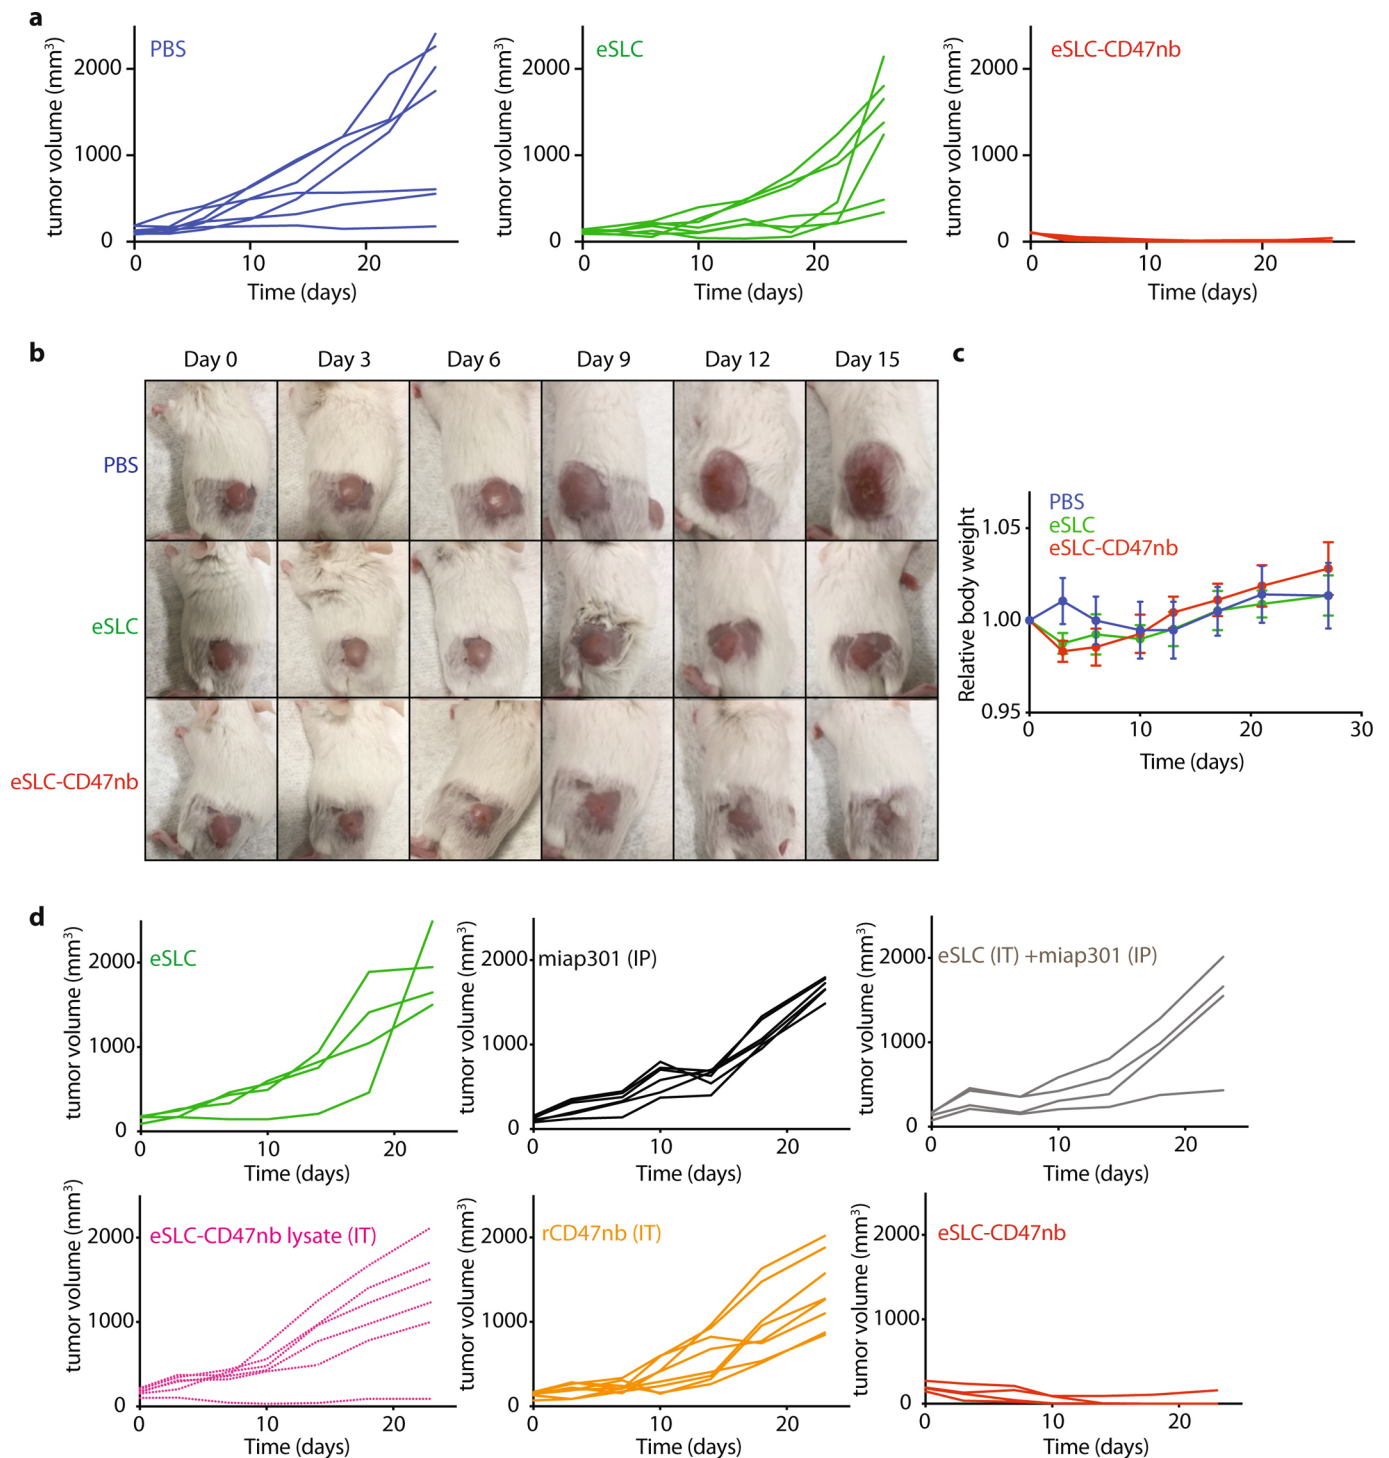 a
PBS
eSLC
eSLC-CD47nb
tumor volume (mm³)
2000
1000
0
0 10 20
Time (days)
tumor volume (mm³)
2000
1000
0
0 10 20
Time (days)
tumor volume (mm³)
2000
1000
0
0 10 20
Time (days)
b
Day 0 Day 3 Day 6 Day 9 Day 12 Day 15
PBS
eSLC
eSLC-CD47nb
c
PBS
eSLC
eSLC-CD47nb
Relative body weight
1.05
1.00
0.95
0 10 20 30
Time (days)
d
eSLC
tumor volume (mm³)
2000
1000
0
0 10 20
Time (days)
miap301 (IP)
tumor volume (mm³)
2000
1000
0
0 10 20
Time (days)
eSLC (IT) +miap301 (IP)
tumor volume (mm³)
2000
1000
0
0 10 20
Time (days)
eSLC-CD47nb lysate (IT)
tumor volume (mm³)
2000
1000
0
0 10 20
Time (days)
rCD47nb (IT)
tumor volume (mm³)
2000
1000
0
0 10 20
Time (days)
eSLC-CD47nb
tumor volume (mm³)
2000
1000
0
0 10 20
Time (days)